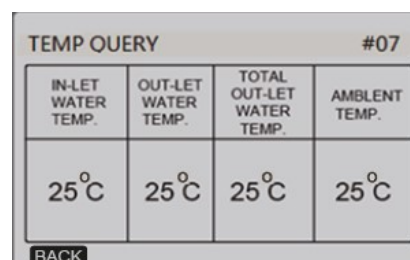 TEMP QUERY #07
IN-LET WATER TEMP.
OUT-LET WATER TEMP.
TOTAL OUT-LET WATER TEMP.
AMBLENT TEMP.
25°C 25°C 25°C 25°C
BACK